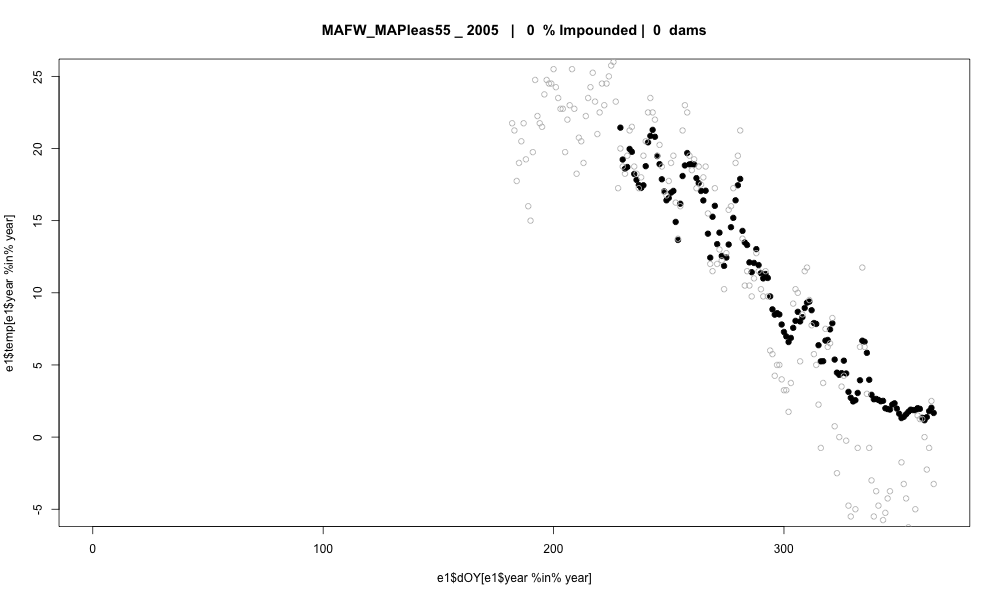 MAFW_MAPleas55 _ 2005 | 0 % Impounded | 0 dams
25
20
15
10
5
0
-5
e1$temp[e1$year %in% year]
0 100 200 300
e1$dOY[e1$year %in% year]